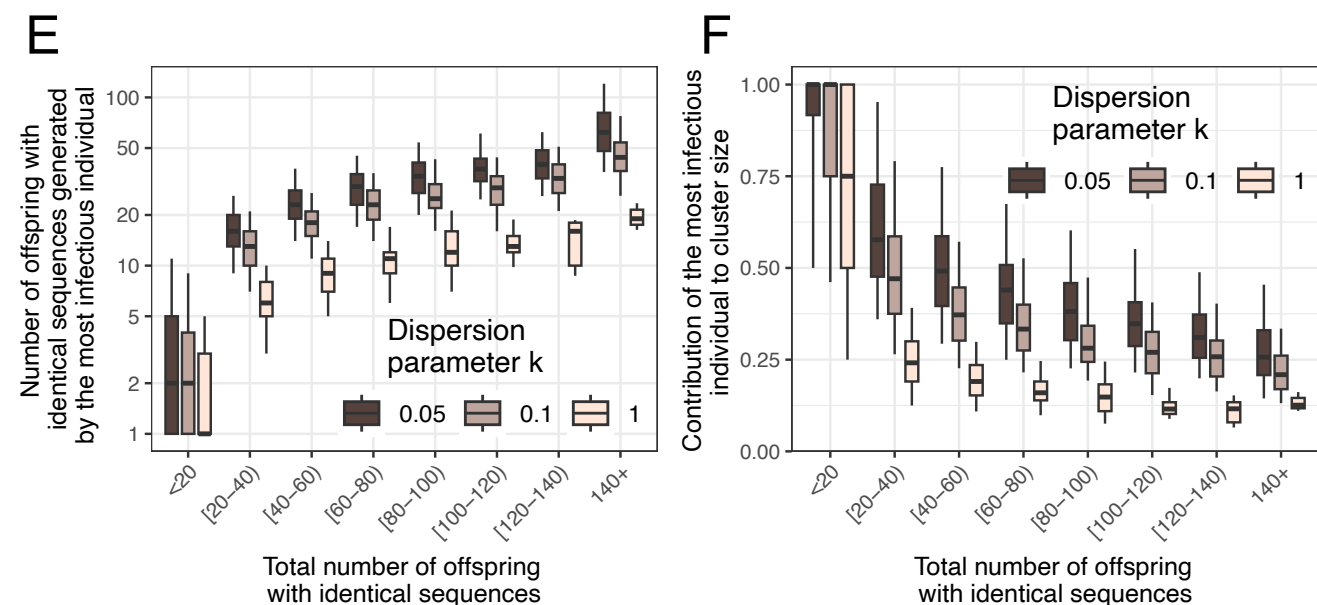 E
Number of offspring with
identical sequences generated
by the most infectious individual
100
50
20
10
5
2
1
Dispersion
parameter k
0.05 0.1 1
<20 [20–40) [40–60) [60–80) [80–100) [100–120) [120–140) 140+
Total number of offspring
with identical sequences
F
Contribution of the most infectious
individual to cluster size
1.00
0.75
0.50
0.25
0.00
Dispersion
parameter k
0.05 0.1 1
<20 [20–40) [40–60) [60–80) [80–100) [100–120) [120–140) 140+
Total number of offspring
with identical sequences